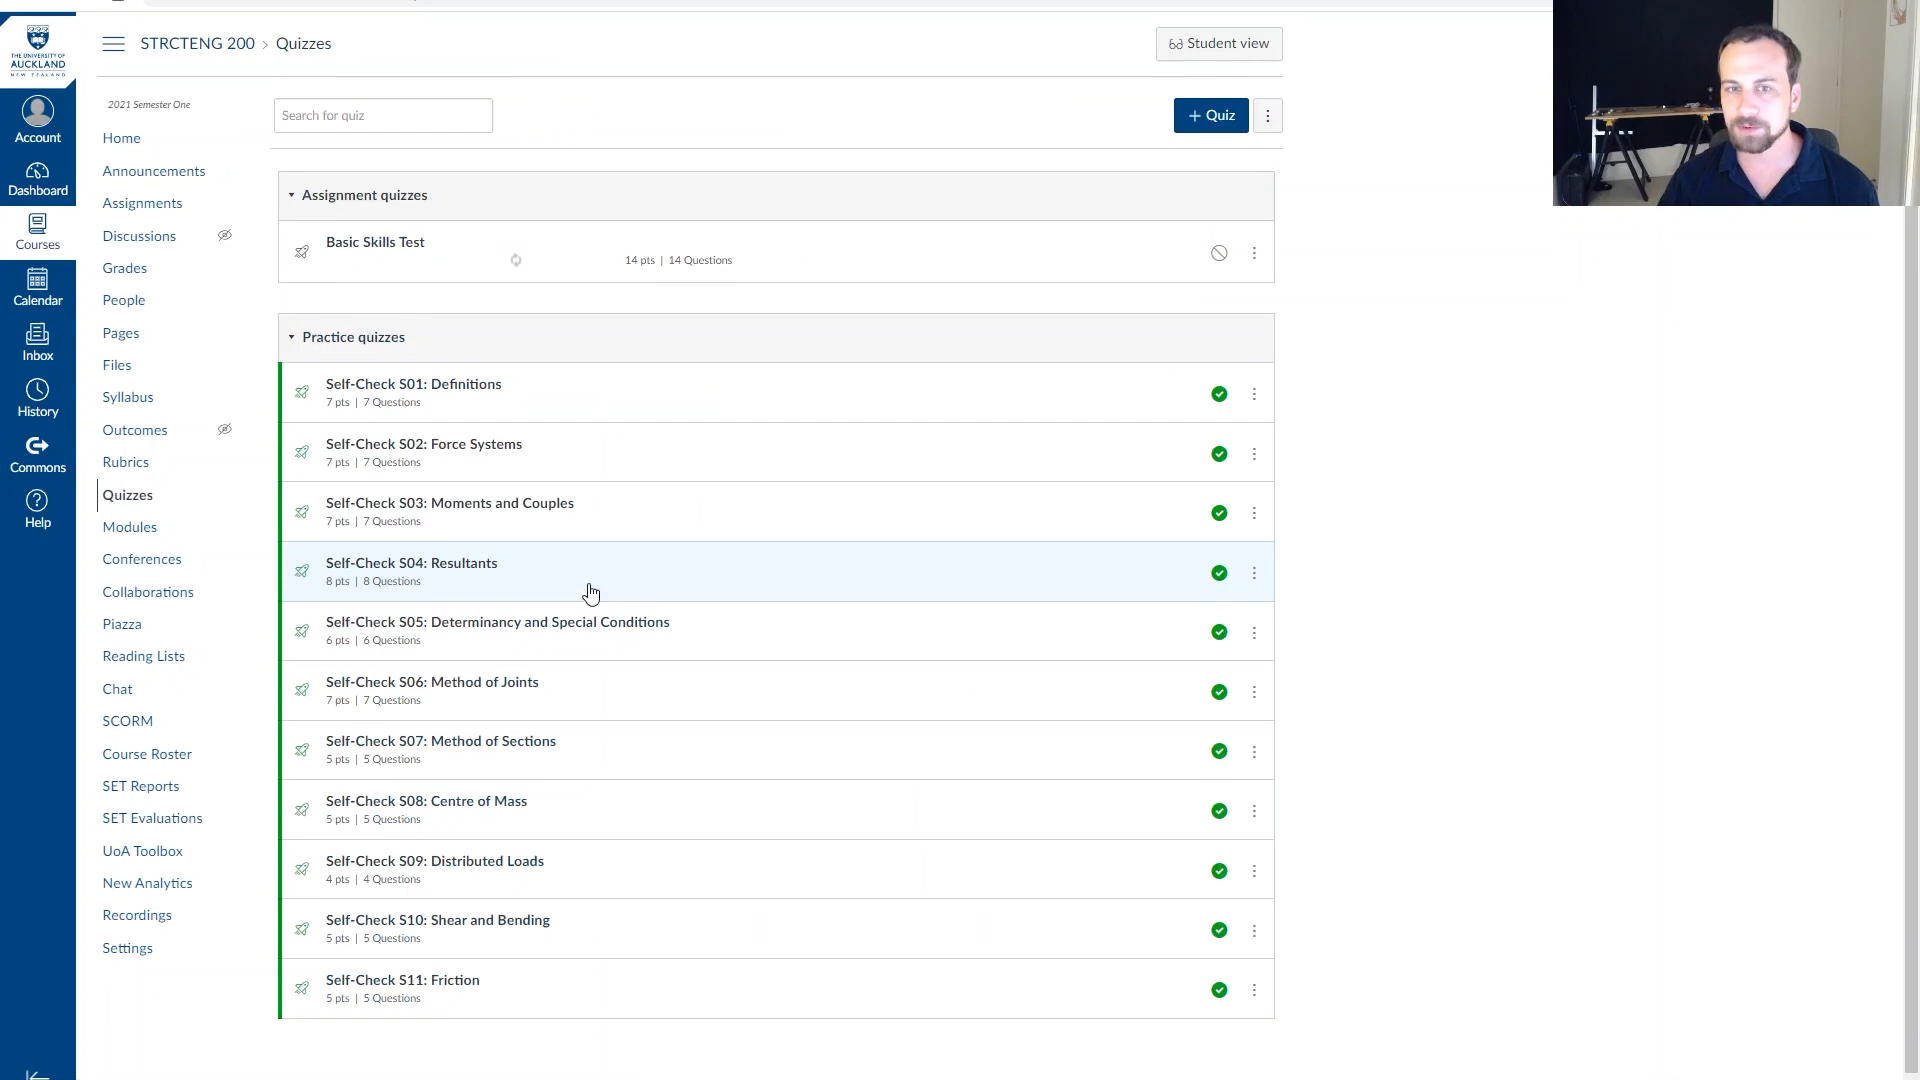 THE UNIVERSITY OF
AUCKLAND
NEW ZEALAND
Account
Dashboard
Courses
Calendar
Inbox
History
Commons
Help
STRCTENG 200 > Quizzes
Student view
2021 Semester One
Home
Announcements
Assignments
Discussions
Grades
People
Pages
Files
Syllabus
Outcomes
Rubrics
Quizzes
Modules
Conferences
Collaborations
Piazza
Reading Lists
Chat
SCORM
Course Roster
SET Reports
SET Evaluations
UoA Toolbox
New Analytics
Recordings
Settings
Search for quiz
+ Quiz
Assignment quizzes
Basic Skills Test
14 pts | 14 Questions
Practice quizzes
Self-Check S01: Definitions
7 pts | 7 Questions
Self-Check S02: Force Systems
7 pts | 7 Questions
Self-Check S03: Moments and Couples
7 pts | 7 Questions
Self-Check S04: Resultants
8 pts | 8 Questions
Self-Check S05: Determinancy and Special Conditions
6 pts | 6 Questions
Self-Check S06: Method of Joints
7 pts | 7 Questions
Self-Check S07: Method of Sections
5 pts | 5 Questions
Self-Check S08: Centre of Mass
5 pts | 5 Questions
Self-Check S09: Distributed Loads
4 pts | 4 Questions
Self-Check S10: Shear and Bending
5 pts | 5 Questions
Self-Check S11: Friction
5 pts | 5 Questions